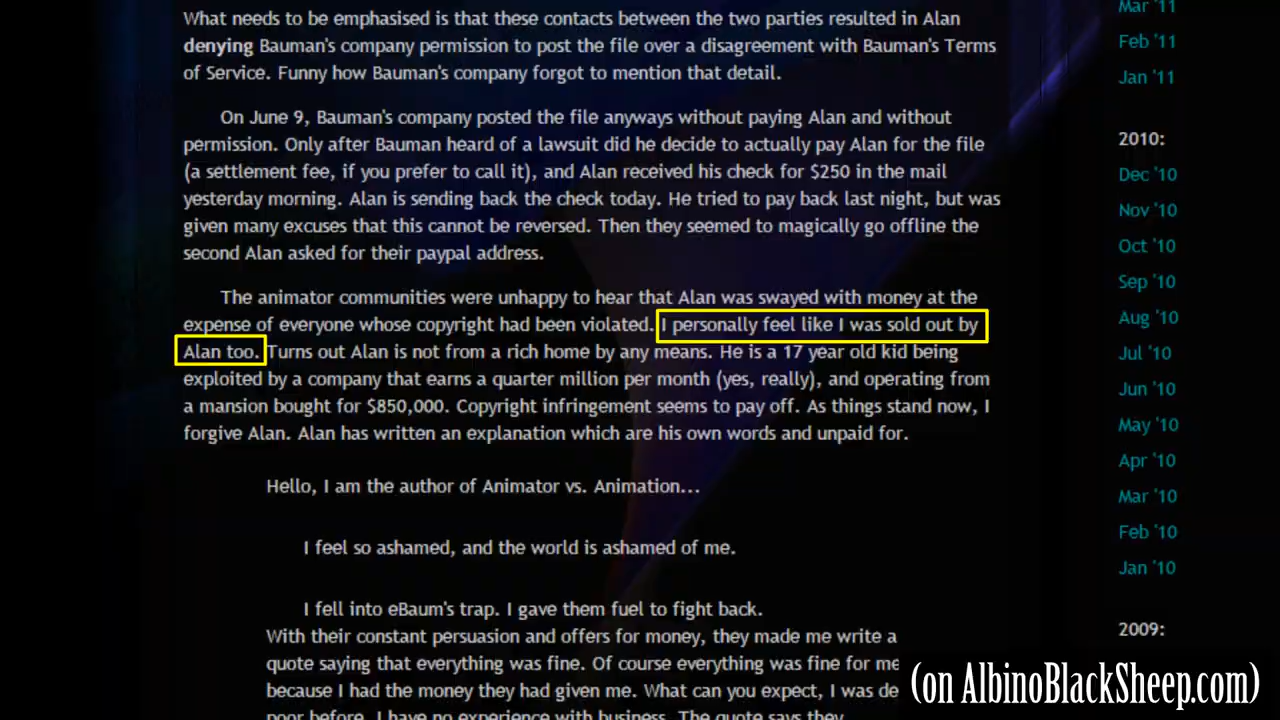 What needs to be emphasised is that these contacts between the two parties resulted in Alan
denying Bauman's company permission to post the file over a disagreement with Bauman's Terms
of Service. Funny how Bauman's company forgot to mention that detail.
On June 9, Bauman's company posted the file anyways without paying Alan and without
permission. Only after Bauman heard of a lawsuit did he decide to actually pay Alan for the file
(a settlement fee, if you prefer to call it), and Alan received his check for $250 in the mail
yesterday morning. Alan is sending back the check today. He tried to pay back last night, but was
given many excuses that this cannot be reversed. Then they seemed to magically go offline the
second Alan asked for their paypal address.
The animator communities were unhappy to hear that Alan was swayed with money at the
expense of everyone whose copyright had been violated. I personally feel like I was sold out by
Alan too. Turns out Alan is not from a rich home by any means. He is a 17 year old kid being
exploited by a company that earns a quarter million per month (yes, really), and operating from
a mansion bought for $850,000. Copyright infringement seems to pay off. As things stand now, I
forgive Alan. Alan has written an explanation which are his own words and unpaid for.
Hello, I am the author of Animator vs. Animation...
I feel so ashamed, and the world is ashamed of me.
I fell into eBaum's trap. I gave them fuel to fight back.
With their constant persuasion and offers for money, they made me write a
quote saying that everything was fine. Of course everything was fine for me
because I had the money they had given me. What can you expect, I was de
poor before. I have no experience with business. The quote says they
Mar '11
Feb '11
Jan '11
2010:
Dec '10
Nov '10
Oct '10
Sep '10
Aug '10
Jul '10
Jun '10
May '10
Apr '10
Mar '10
Feb '10
Jan '10
2009:
(on AlbinoBlackSheep.com)